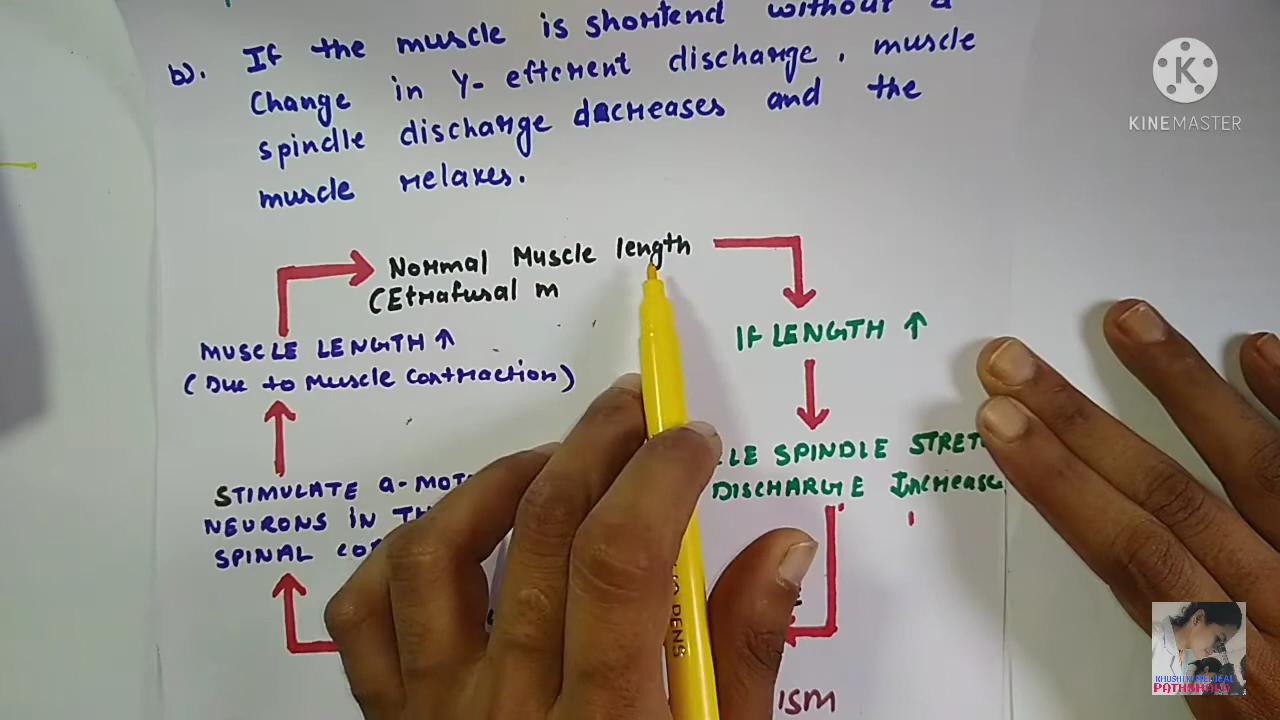 b). If the muscle is shortend without a
change in γ- efferent discharge, muscle
spindle discharge decreases and the
muscle relaxes.
Normal Muscle length
(Etrafusal m
IF LENGTH ↑
MUSCLE LENGTH ↑
(Due to Muscle contraction)
LE SPINDLE STRET
DISCHARGE Increase
STIMULATE α-MOT
NEURONS IN TH
SPINAL CO
ISM
KINEMASTER
PATHSHALA